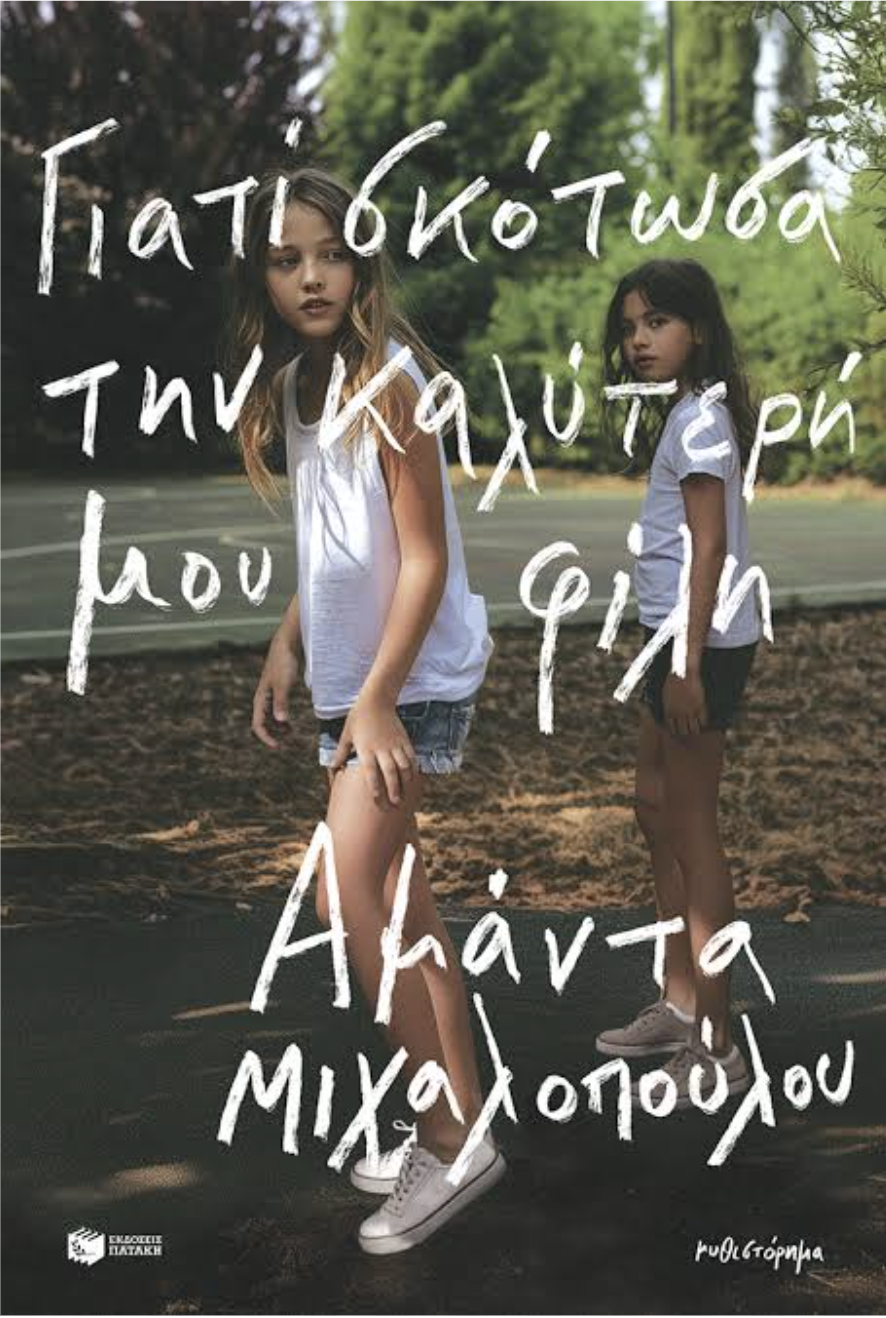 Γιατί σκότωσα
την καλύτερή
μου φίλη
Αμάντα
Μιχαλοπούλου
ΕΚΔΟΣΕΙΣ
ΠΑΤΑΚΗ
μυθιστόρημα